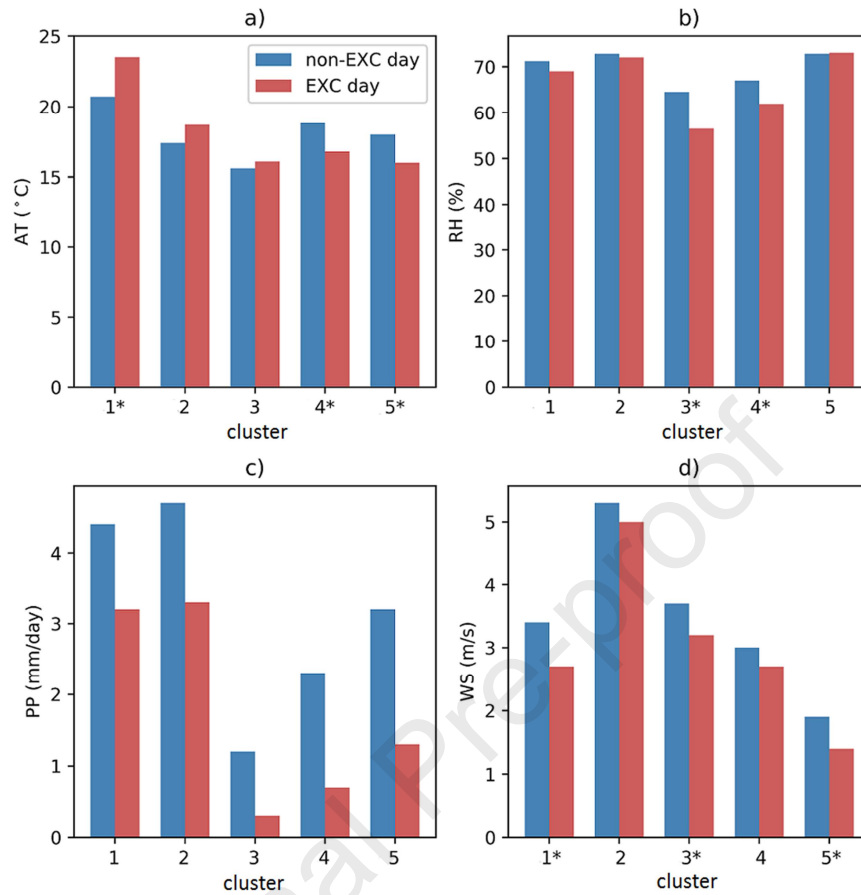 a)
25
20
15
10
5
0
AT (°C)
non-EXC day
EXC day
1* 2 3 4* 5*
cluster
b)
70
60
50
40
30
20
10
0
RH (%)
1 2 3* 4* 5
cluster
c)
4
3
2
1
0
PP (mm/day)
1 2 3 4 5
cluster
d)
5
4
3
2
1
0
WS (m/s)
1* 2 3* 4 5*
cluster
nal Pre-proof